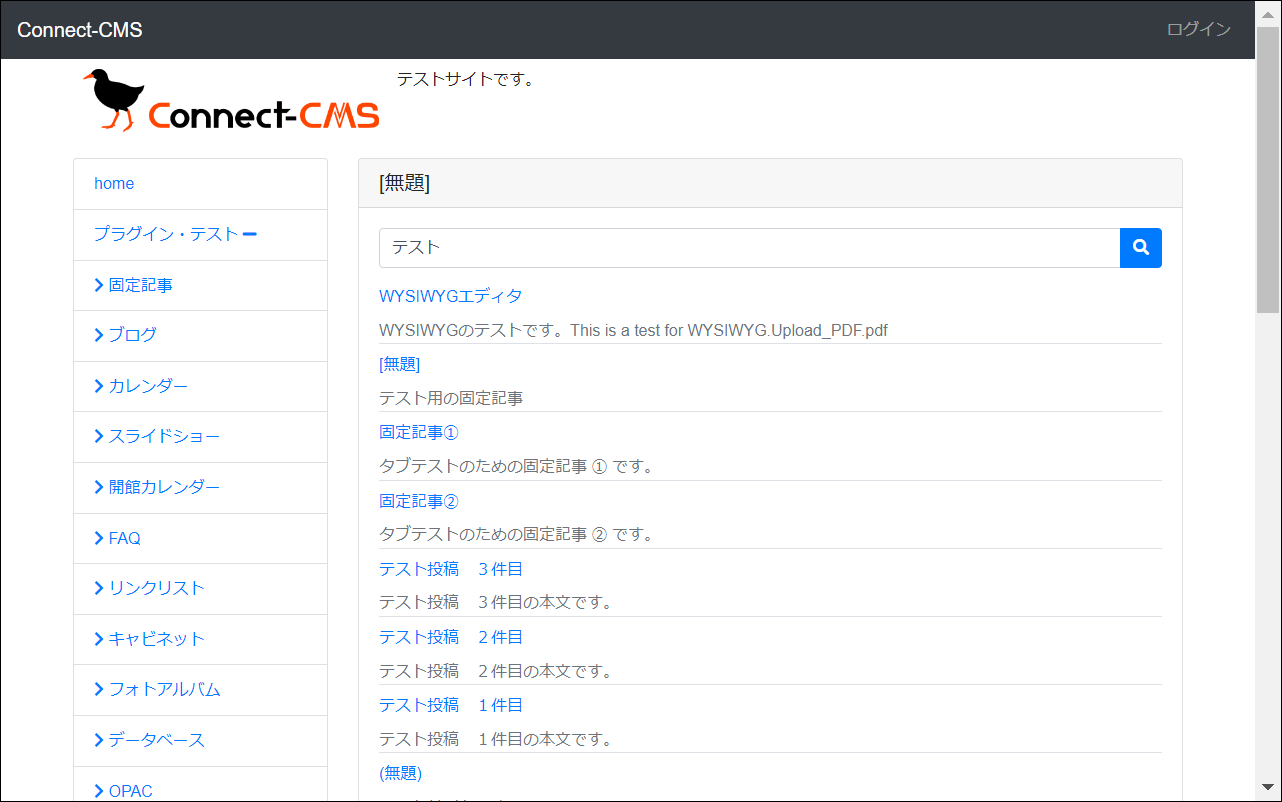 Connect-CMS
ログイン
Connect-CMS
テストサイトです。
home
プラグイン・テスト
固定記事
ブログ
カレンダー
スライドショー
開館カレンダー
FAQ
リンクリスト
キャビネット
フォトアルバム
データベース
OPAC
[無題]
テスト
WYSIWYGエディタ
WYSIWYGのテストです。This is a test for WYSIWYG.Upload_PDF.pdf
[無題]
テスト用の固定記事
固定記事①
タブテストのための固定記事 ① です。
固定記事②
タブテストのための固定記事 ② です。
テスト投稿　３件目
テスト投稿　３件目の本文です。
テスト投稿　２件目
テスト投稿　２件目の本文です。
テスト投稿　１件目
テスト投稿　１件目の本文です。
(無題)